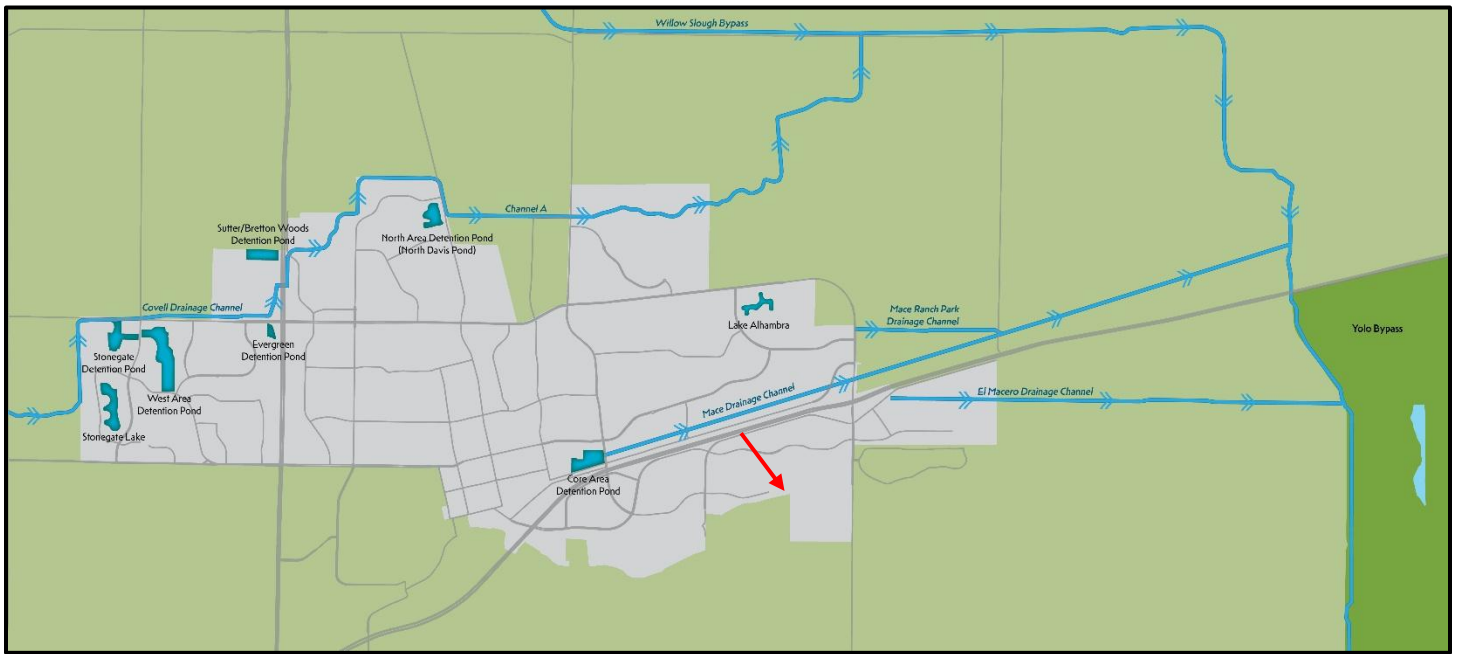 Willow Slough Bypass
Channel A
Sutter/Bretton Woods
Detention Pond
North Area Detention Pond
(North Davis Pond)
Covell Drainage Channel
Lake Alhambra
Mace Ranch Park
Drainage Channel
Yolo Bypass
Evergreen
Detention Pond
Stonegate
Detention Pond
West Area
Detention Pond
Mace Drainage Channel
El Macero Drainage Channel
Stonegate Lake
Core Area
Detention Pond